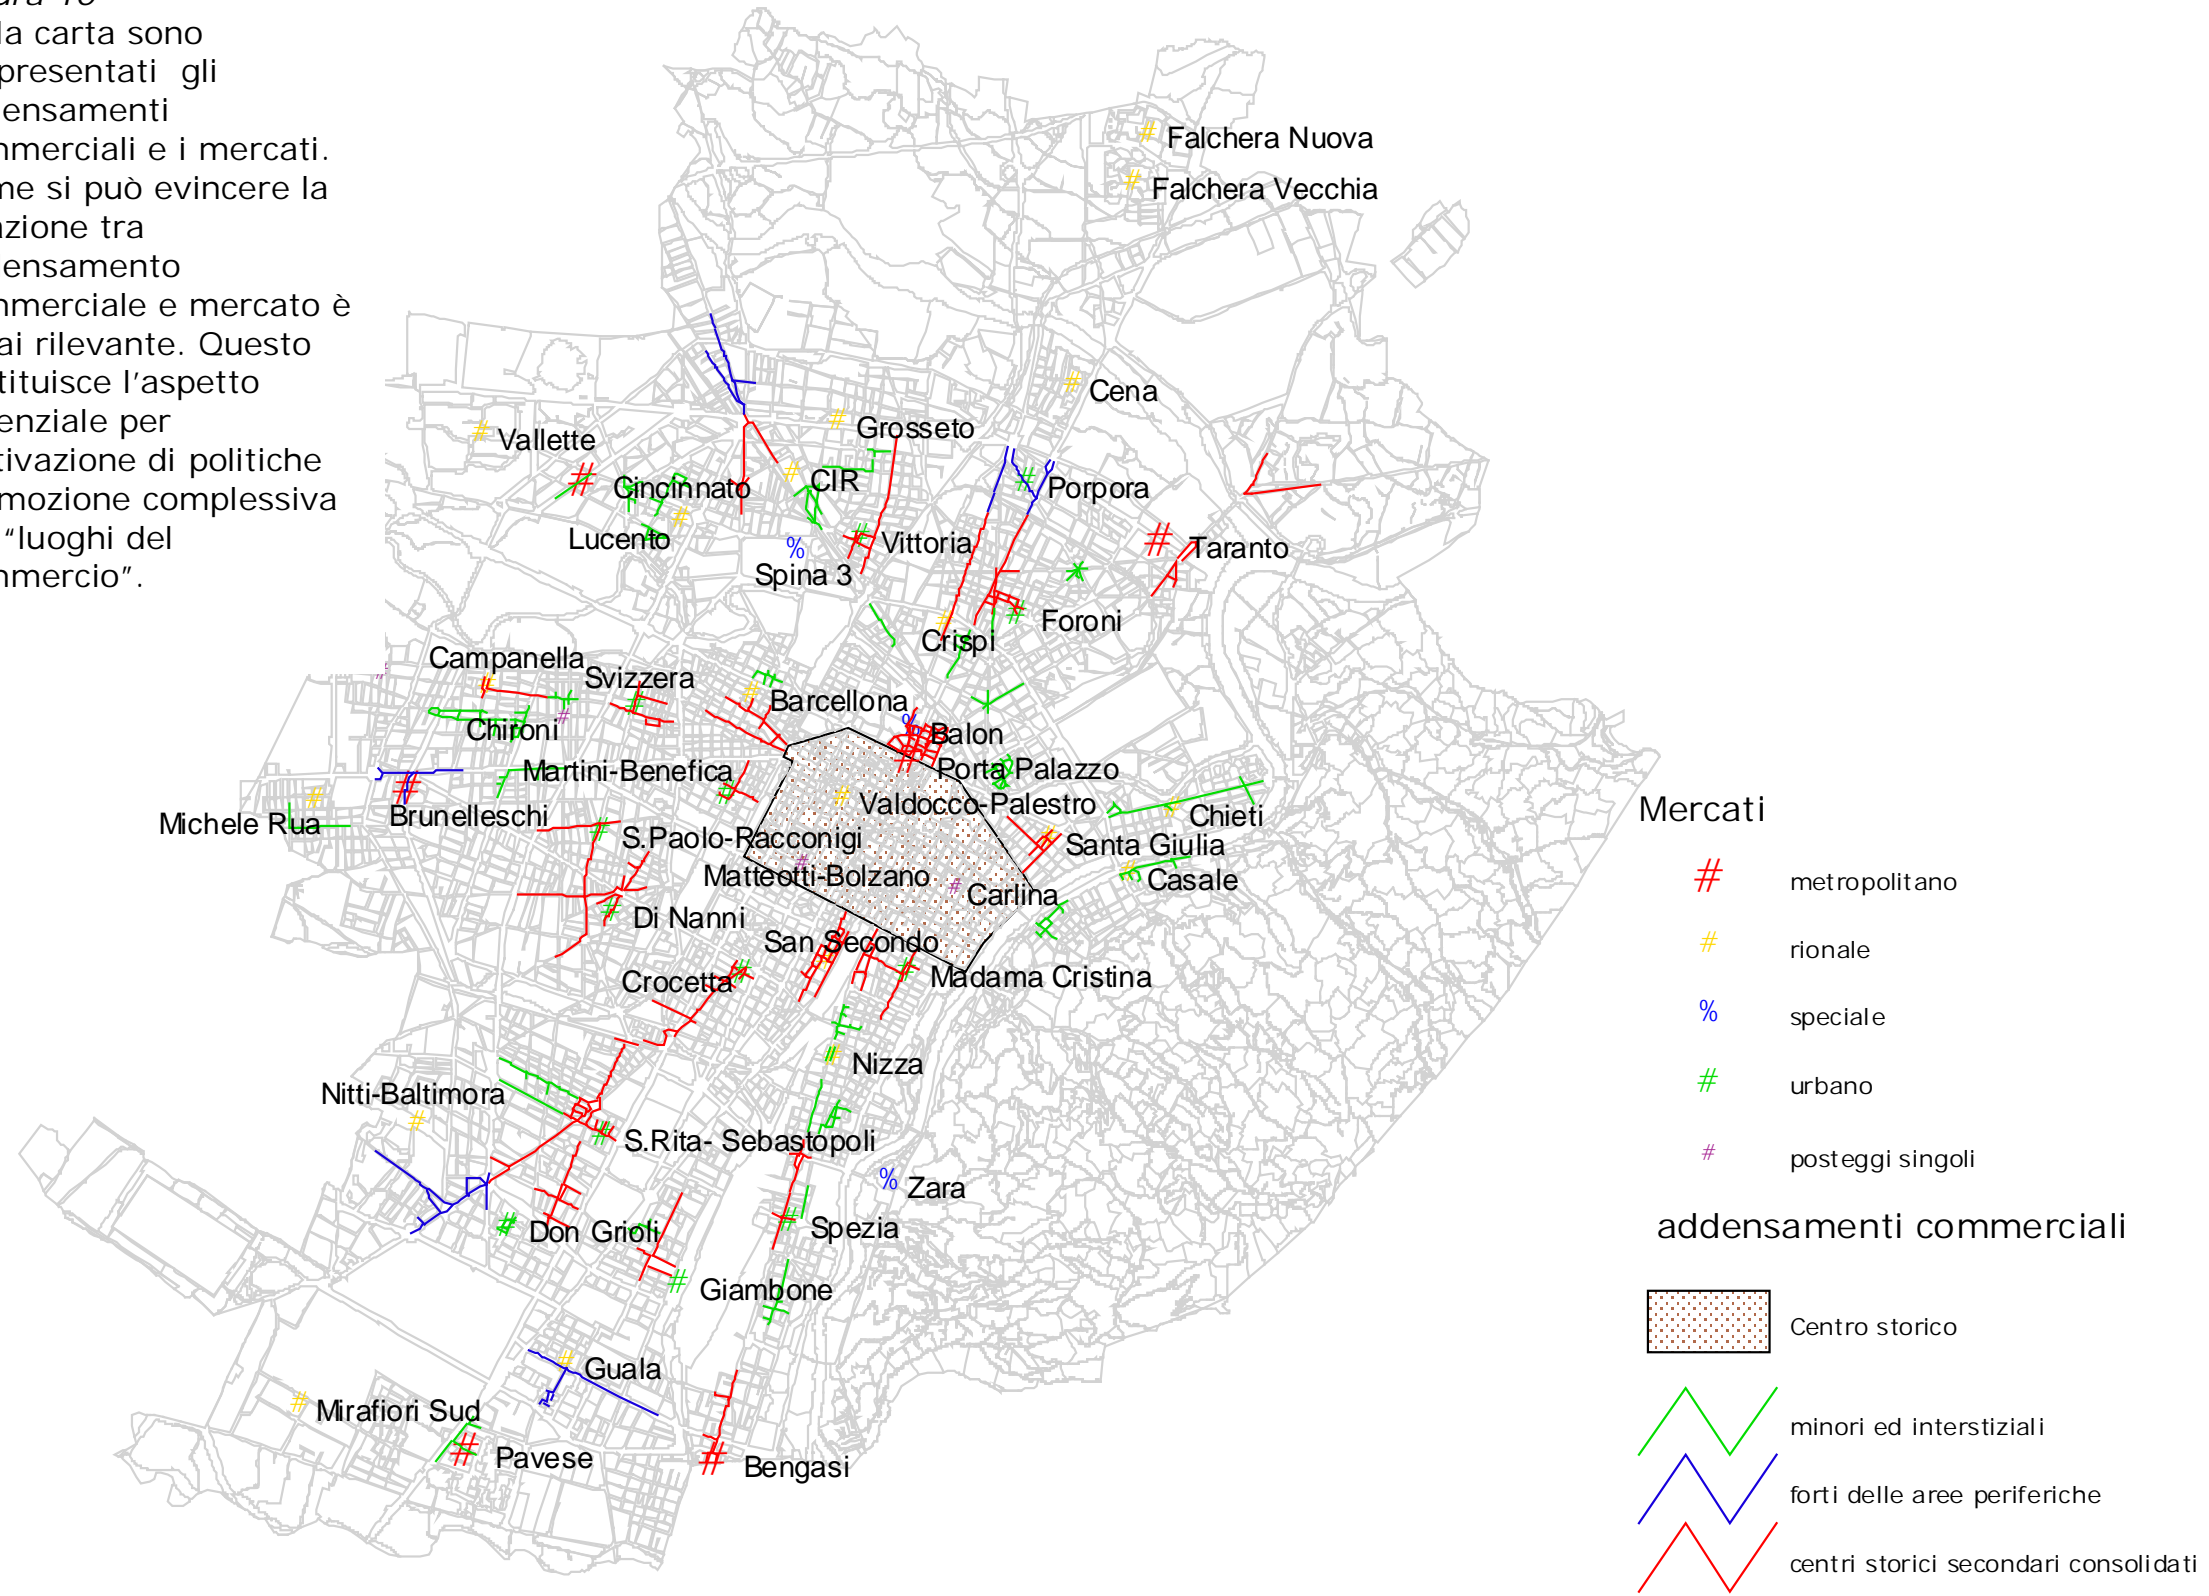 la carta sono
presentati gli
ensamenti
mmerciali e i mercati.
me si può evincere la
azione tra
ensamento
mmerciale e mercato è
ai rilevante. Questo
tituisce l'aspetto
enziale per
tivazione di politiche
mozione complessiva
“luoghi del
mmercio”.
Falchera Nuova
Falchera Vecchia
Cena
Grosseto
Vallette
CIR
Cincinnato
Porpora
Lucento
Vittoria
Taranto
Spina 3
Foroni
Crispi
Campanella
Svizzera
Barcellona
Chironi
Balon
Porta Palazzo
Martini-Benefica
Valdocco-Palestro
Chieti
Brunelleschi
Michele Rua
S.Paolo-Racconigi
Santa Giulia
Matteotti-Bolzano
Casale
Carlina
Di Nanni
San Secondo
Madama Cristina
Crocetta
Nizza
Nitti-Baltimora
S.Rita- Sebastopoli
Zara
Spezia
Don Grioli
Giambone
Guala
Mirafiori Sud
Pavese
Bengasi
Mercati
# metropolitano
# rionale
% speciale
# urbano
# posteggi singoli
addensamenti commerciali
Centro storico
minori ed interstiziali
forti delle aree periferiche
centri storici secondari consolidati